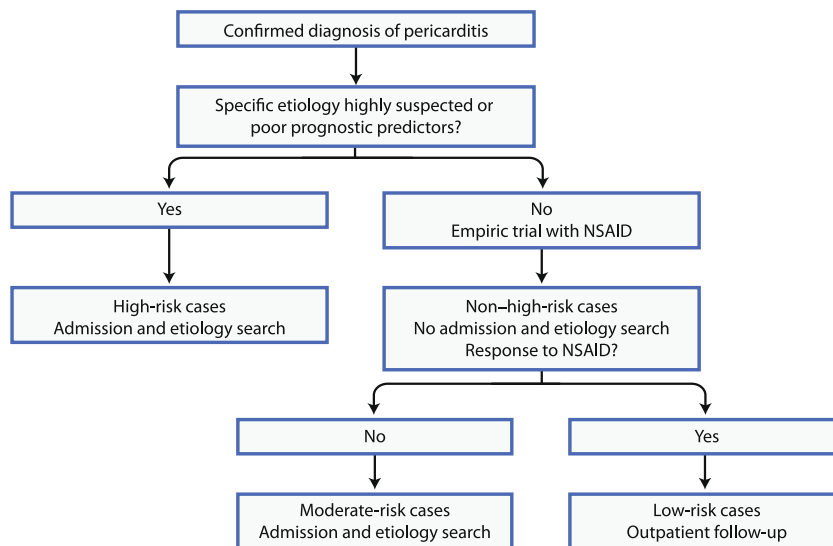 Confirmed diagnosis of pericarditis
Specific etiology highly suspected or
poor prognostic predictors?
Yes
High-risk cases
Admission and etiology search
No
Empiric trial with NSAID
Non–high-risk cases
No admission and etiology search
Response to NSAID?
No
Moderate-risk cases
Admission and etiology search
Yes
Low-risk cases
Outpatient follow-up